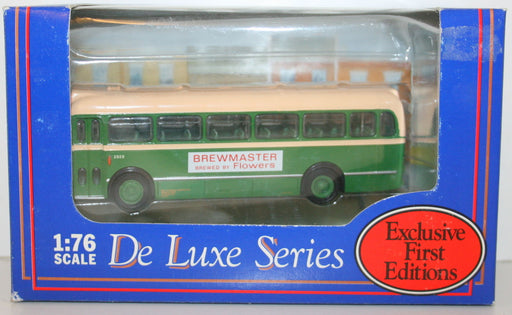 BREWMASTER
BREWED BY Flowers
1:76
SCALE
De Luxe Series
Exclusive
First
Editions